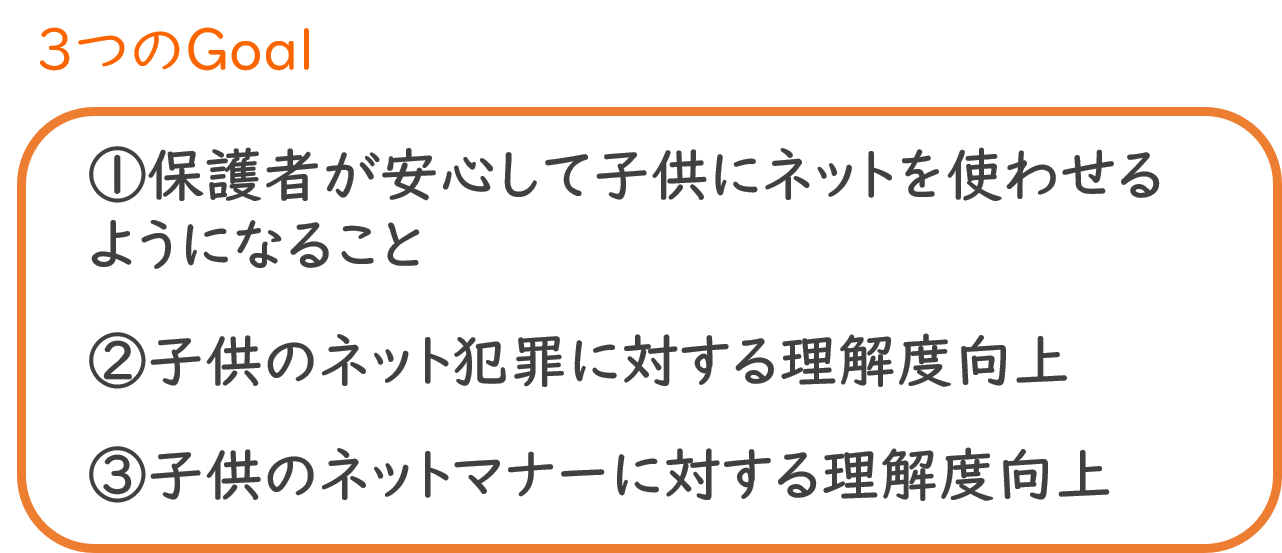 3つのGoal
①保護者が安心して子供にネットを使わせる
ようになること
②子供のネット犯罪に対する理解度向上
③子供のネットマナーに対する理解度向上